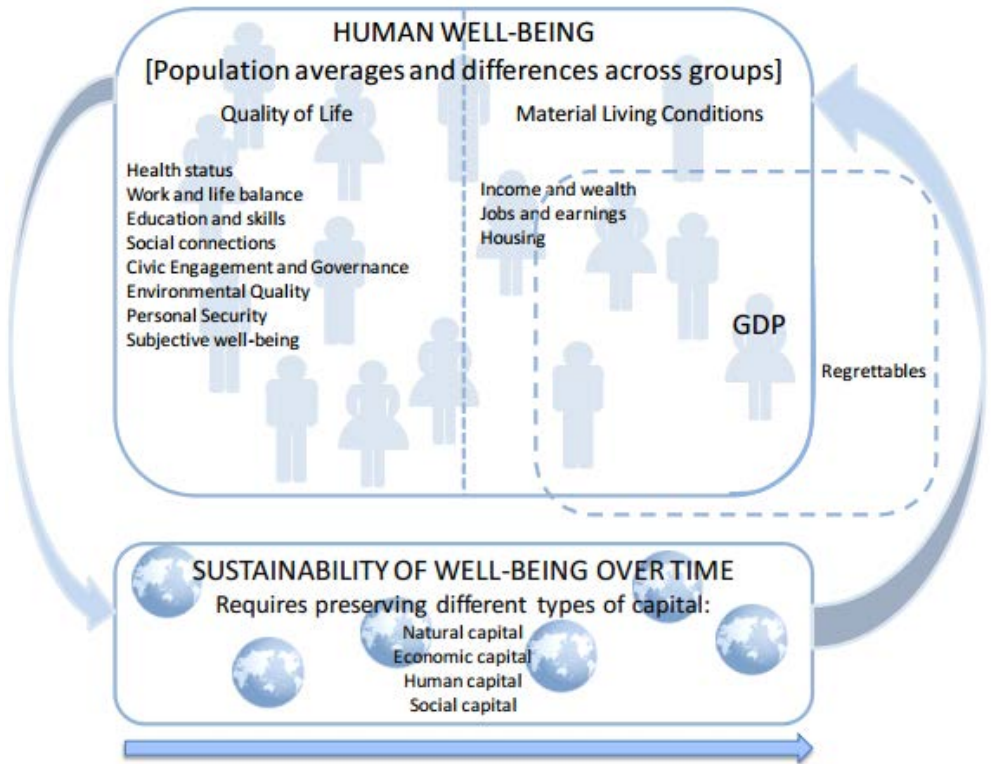 HUMAN WELL-BEING
[Population averages and differences across groups]
Quality of Life
Health status
Work and life balance
Education and skills
Social connections
Civic Engagement and Governance
Environmental Quality
Personal Security
Subjective well-being
Material Living Conditions
Income and wealth
Jobs and earnings
Housing
GDP
Regrettables
SUSTAINABILITY OF WELL-BEING OVER TIME
Requires preserving different types of capital:
Natural capital
Economic capital
Human capital
Social capital